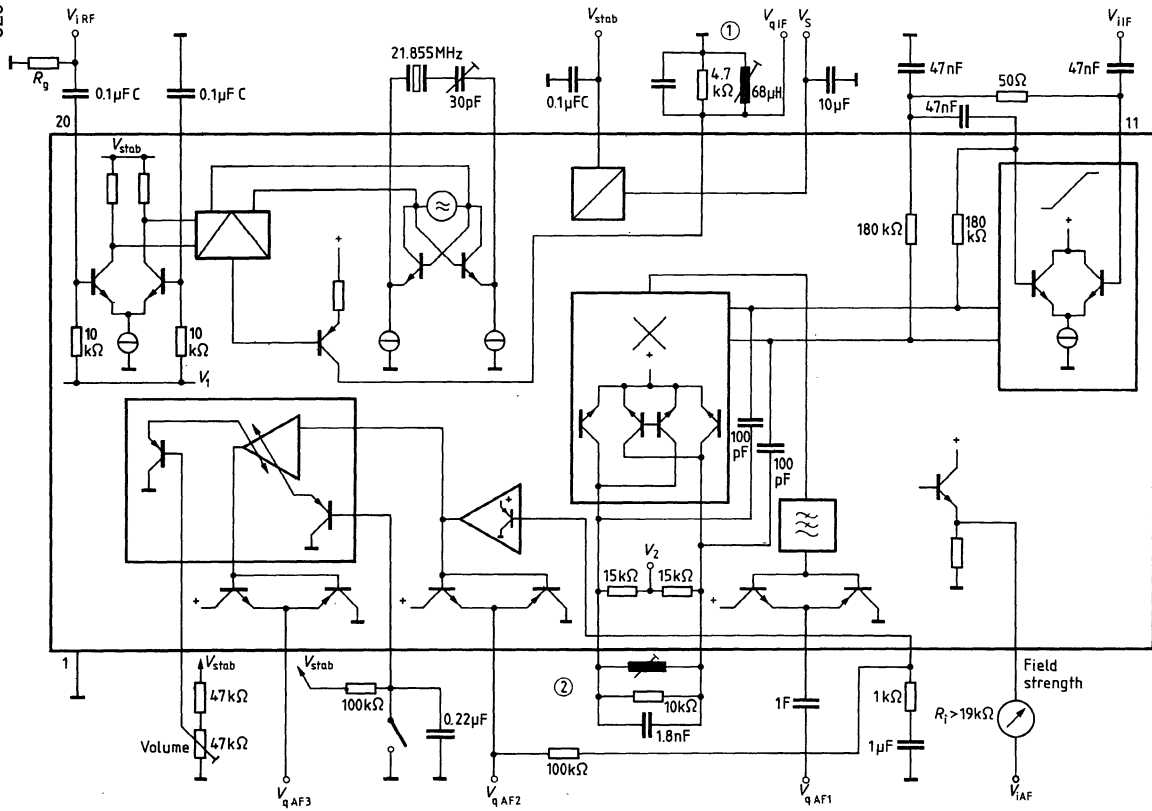 V_iRF
V_stab
V_qIF
V_S
V_iIF
①
R_g
21.855MHz
30pF
0.1µFC
0.1µFC
0.1µFC
4.7
kΩ
68µH
10µF
47nF
47nF
50Ω
47nF
20
11
V_stab
≈
180 kΩ
180
kΩ
+
10
kΩ
10
kΩ
V_1
+
+
+
100
pF
100
pF
+
+
V_2
15kΩ
15kΩ
+
+
+
1
V_stab
47kΩ
Volume
47kΩ
V_stab
100kΩ
0.22µF
②
10kΩ
1.8nF
100kΩ
1F
1kΩ
1µF
Field
strength
R_i>19kΩ
V_qAF3
V_qAF2
V_qAF1
V_iAF